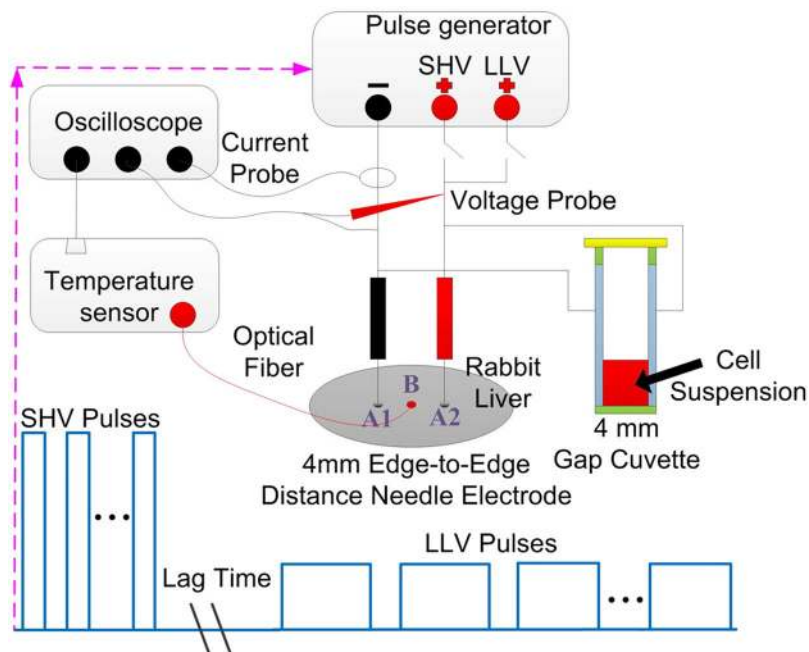 Pulse generator
SHV LLV
Oscilloscope
Current
Probe
Voltage Probe
Temperature
sensor
Optical
Fiber
Rabbit
Liver
B
A1 A2
Cell
Suspension
4 mm
Gap Cuvette
4mm Edge-to-Edge
Distance Needle Electrode
SHV Pulses
Lag Time
LLV Pulses